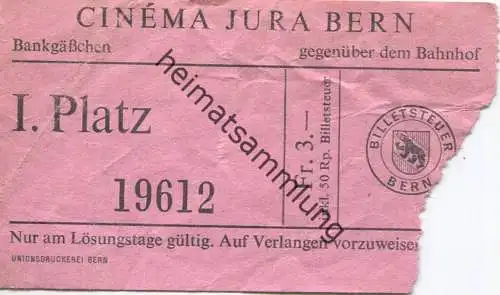 CINÉMA JURA BERN
Bankgäßchen gegenüber dem Bahnhof
I. Platz
19612
Fr. 3.—
kl. 50 Rp. Billetsteuer
BILLETSTEUER
BERN
Nur am Lösungstage gültig. Auf Verlangen vorzuweisen
UNIONSDRUCKEREI BERN
heimatsammlung